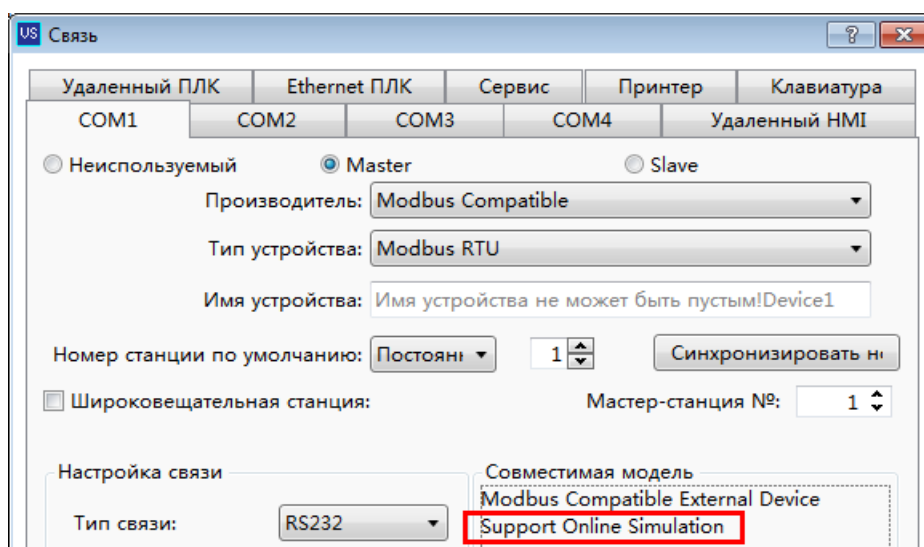 US Связь
Удаленный ПЛК Ethernet ПЛК Сервис Принтер Клавиатура
COM1 COM2 COM3 COM4 Удаленный HMI
Неиспользуемый Master Slave
Производитель: Modbus Compatible
Тип устройства: Modbus RTU
Имя устройства: Имя устройства не может быть пустым!Device1
Номер станции по умолчанию: Постоянн 1 Синхронизировать но
Широковещательная станция: Мастер-станция №: 1
Настройка связи Совместимая модель
Modbus Compatible External Device
Тип связи: RS232 Support Online Simulation